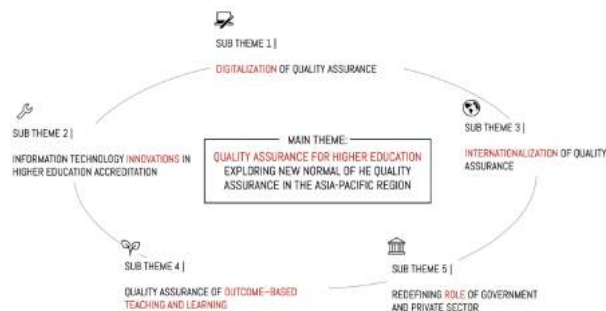 SUB THEME 1 |
DIGITALIZATION OF QUALITY ASSURANCE
SUB THEME 2 |
INFORMATION TECHNOLOGY INNOVATIONS IN
HIGHER EDUCATION ACCREDITATION
MAIN THEME:
QUALITY ASSURANCE FOR HIGHER EDUCATION
EXPLORING NEW NORMAL OF HE QUALITY
ASSURANCE IN THE ASIA-PACIFIC REGION
SUB THEME 3 |
INTERNATIONALIZATION OF QUALITY
ASSURANCE
SUB THEME 4 |
QUALITY ASSURANCE OF OUTCOME-BASED
TEACHING AND LEARNING
SUB THEME 5 |
REDEFINING ROLE OF GOVERNMENT
AND PRIVATE SECTOR